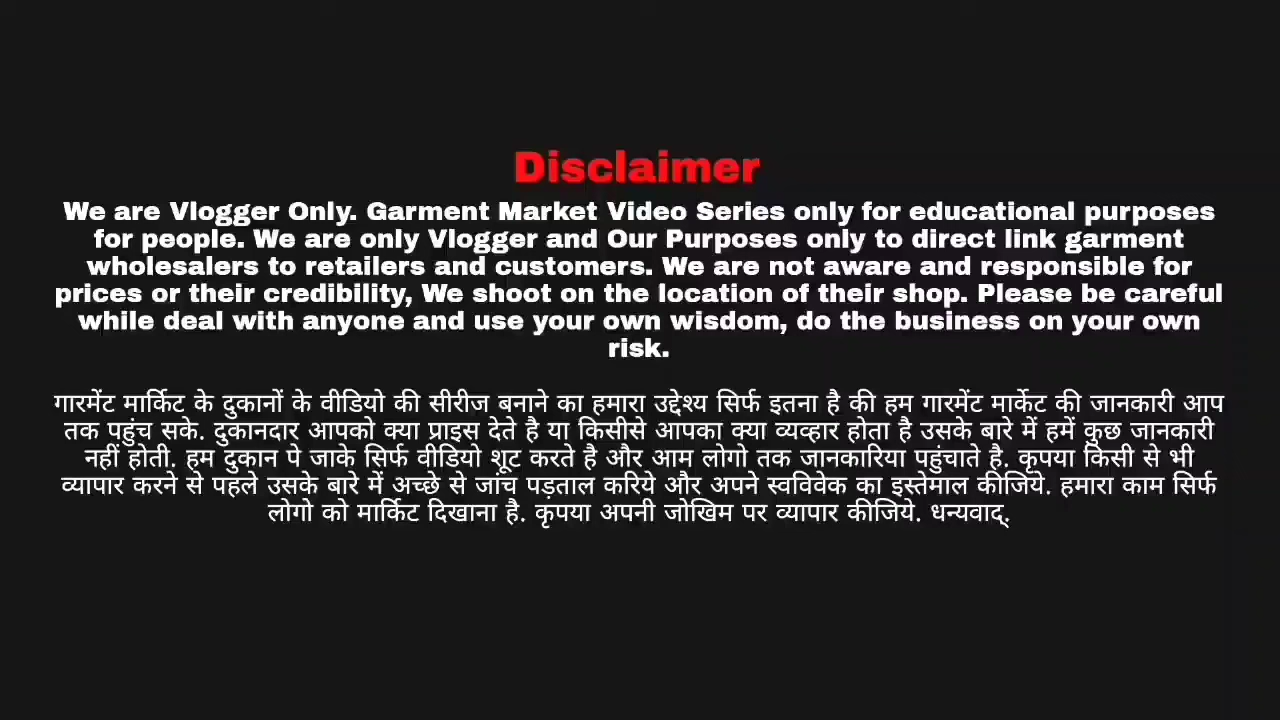 Disclaimer
We are Vlogger Only. Garment Market Video Series only for educational purposes
for people. We are only Vlogger and Our Purposes only to direct link garment
wholesalers to retailers and customers. We are not aware and responsible for
prices or their credibility, We shoot on the location of their shop. Please be careful
while deal with anyone and use your own wisdom, do the business on your own
risk.
गारमेंट मार्किट के दुकानों के वीडियो की सीरीज बनाने का हमारा उद्देश्य सिर्फ इतना है की हम गारमेंट मार्केट की जानकारी आप
तक पहुंच सके. दुकानदार आपको क्या प्राइस देते है या किसीसे आपका क्या व्यव्हार होता है उसके बारे में हमें कुछ जानकारी
नहीं होती. हम दुकान पे जाके सिर्फ वीडियो शूट करते है और आम लोगो तक जानकारिया पहुंचाते है. कृपया किसी से भी
व्यापार करने से पहले उसके बारे में अच्छे से जांच पड़ताल करिये और अपने स्वविवेक का इस्तेमाल कीजिये. हमारा काम सिर्फ
लोगो को मार्किट दिखाना है. कृपया अपनी जोखिम पर व्यापार कीजिये. धन्यवाद्.